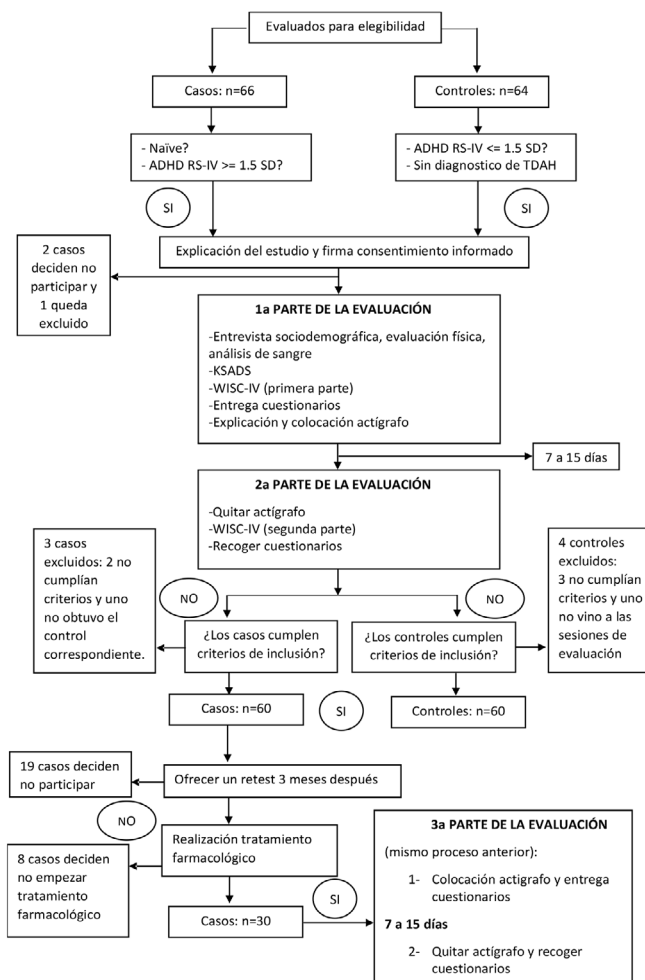 Evaluados para elegibilidad
Casos: n=66
Controles: n=64
- Naïve?
- ADHD RS-IV >= 1.5 SD?
- ADHD RS-IV <= 1.5 SD?
- Sin diagnostico de TDAH
SI
SI
Explicación del estudio y firma consentimiento informado
2 casos
deciden no
participar y
1 queda
excluido
1a PARTE DE LA EVALUACIÓN
-Entrevista sociodemográfica, evaluación física,
análisis de sangre
-KSADS
-WISC-IV (primera parte)
-Entrega cuestionarios
-Explicación y colocación actígrafo
7 a 15 días
2a PARTE DE LA EVALUACIÓN
-Quitar actígrafo
-WISC-IV (segunda parte)
-Recoger cuestionarios
3 casos
excluidos: 2 no
cumplían
criterios y uno
no obtuvo el
control
correspondiente.
NO
NO
4 controles
excluidos:
3 no cumplían
criterios y uno
no vino a las
sesiones de
evaluación
¿Los casos cumplen
criterios de inclusión?
¿Los controles cumplen
criterios de inclusión?
Casos: n=60
SI
Controles: n=60
19 casos deciden
no participar
Ofrecer un retest 3 meses después
NO
Realización tratamiento
farmacológico
8 casos deciden
no empezar
tratamiento
farmacológico
Casos: n=30
SI
3a PARTE DE LA EVALUACIÓN
(mismo proceso anterior):
1- Colocación actigrafo y entrega
cuestionarios
7 a 15 días
2- Quitar actígrafo y recoger
cuestionarios